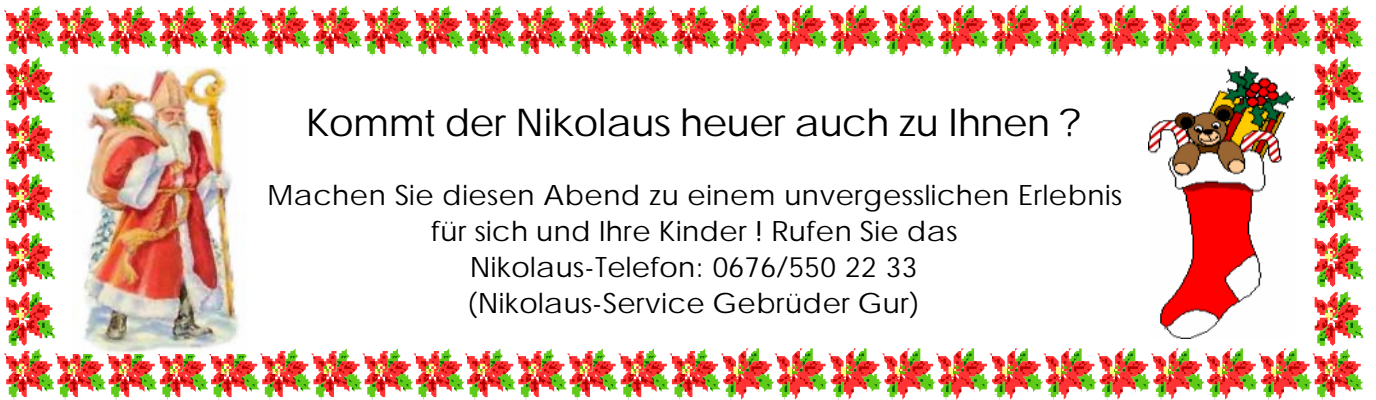 Kommt der Nikolaus heuer auch zu Ihnen ?
Machen Sie diesen Abend zu einem unvergesslichen Erlebnis
für sich und Ihre Kinder ! Rufen Sie das
Nikolaus-Telefon: 0676/550 22 33
(Nikolaus-Service Gebrüder Gur)